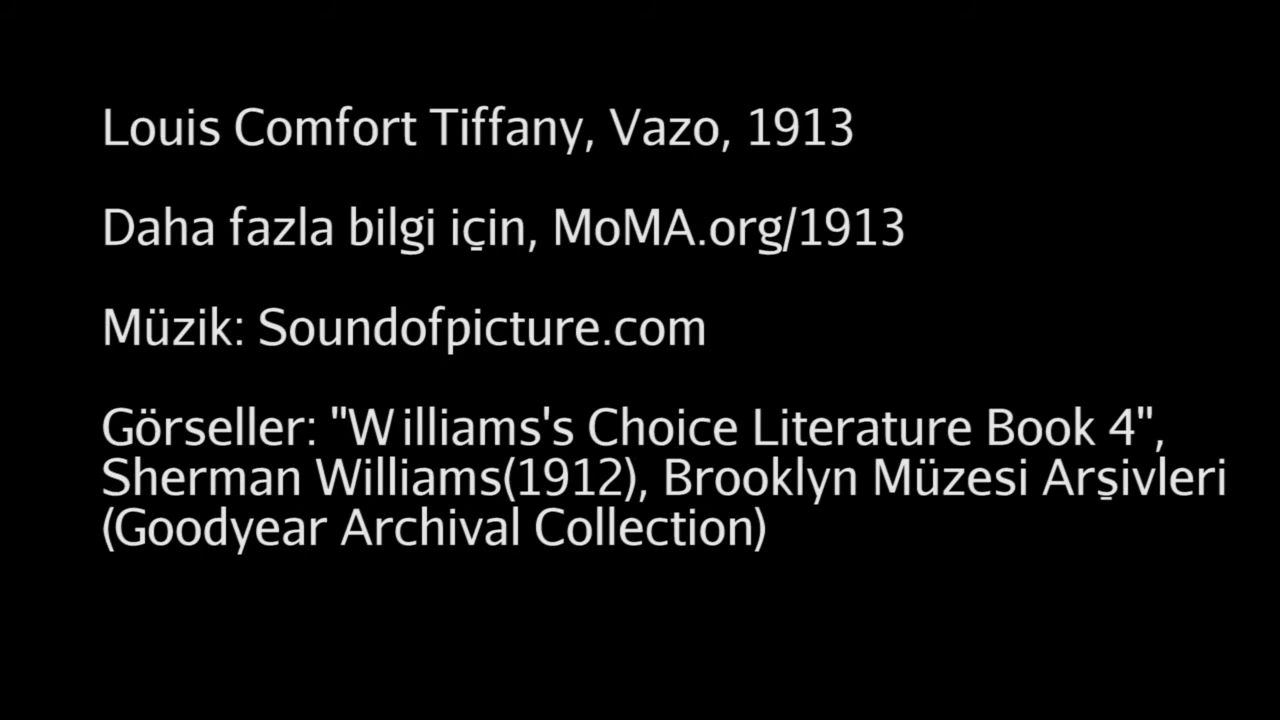 Louis Comfort Tiffany, Vazo, 1913
Daha fazla bilgi için, MoMA.org/1913
Müzik: Soundofpicture.com
Görseller: "Williams's Choice Literature Book 4",
Sherman Williams(1912), Brooklyn Müzesi Arşivleri
(Goodyear Archival Collection)